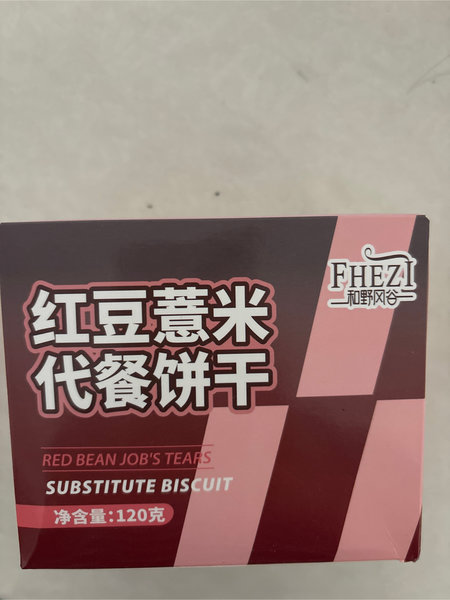 FHEZI
和野风谷
红豆薏米
代餐饼干
RED BEAN JOB'S TEARS
SUBSTITUTE BISCUIT
净含量:120克